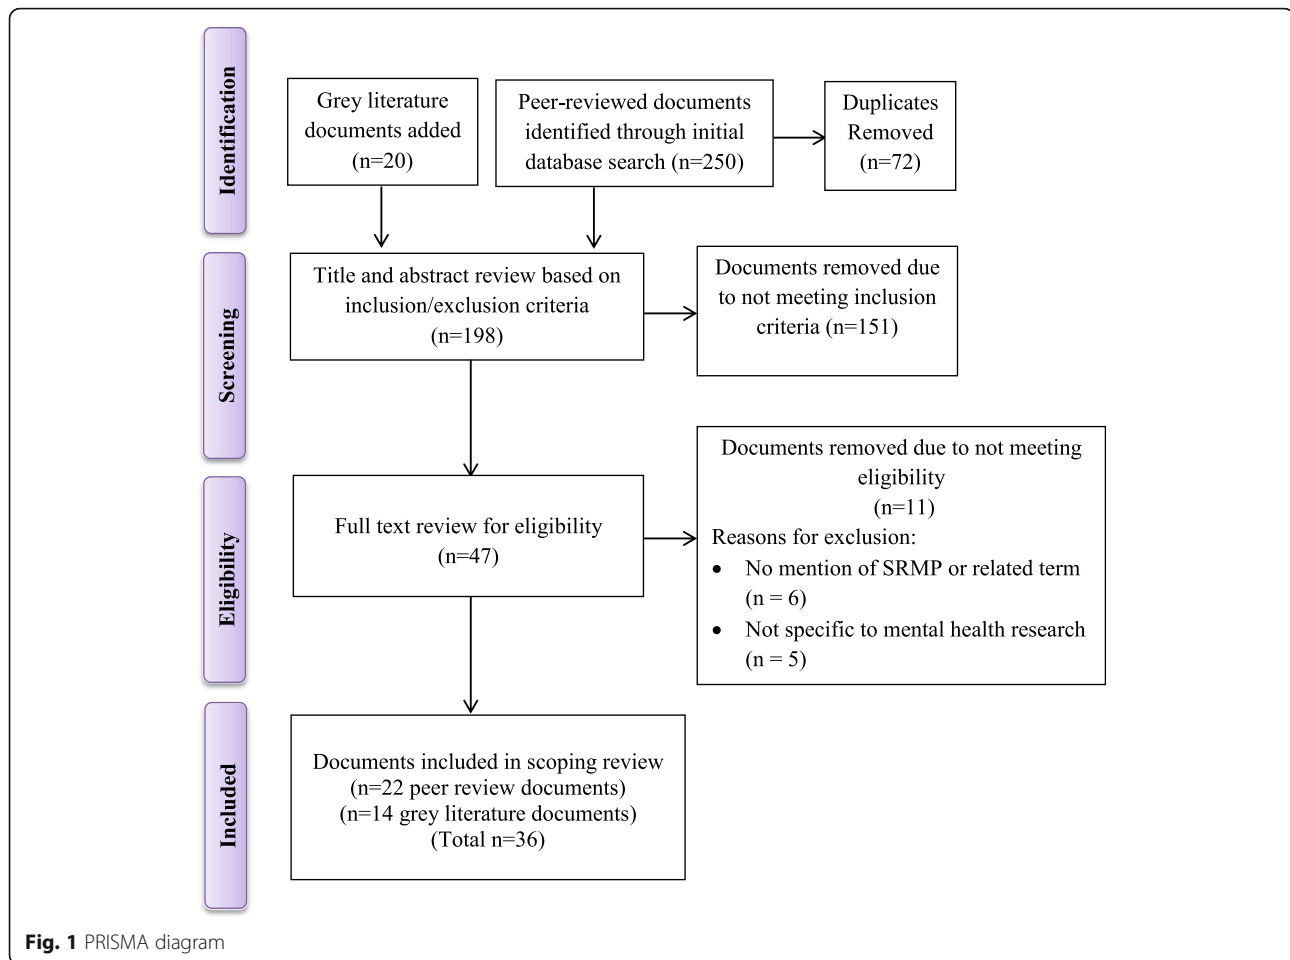 Identification
Grey literature
documents added
(n=20)
Peer-reviewed documents
identified through initial
database search (n=250)
Duplicates
Removed
(n=72)
Screening
Title and abstract review based on
inclusion/exclusion criteria
(n=198)
Documents removed due
to not meeting inclusion
criteria (n=151)
Eligibility
Full text review for eligibility
(n=47)
Documents removed due to not meeting
eligibility
(n=11)
Reasons for exclusion:
• No mention of SRMP or related term
(n = 6)
• Not specific to mental health research
(n = 5)
Included
Documents included in scoping review
(n=22 peer review documents)
(n=14 grey literature documents)
(Total n=36)
Fig. 1 PRISMA diagram